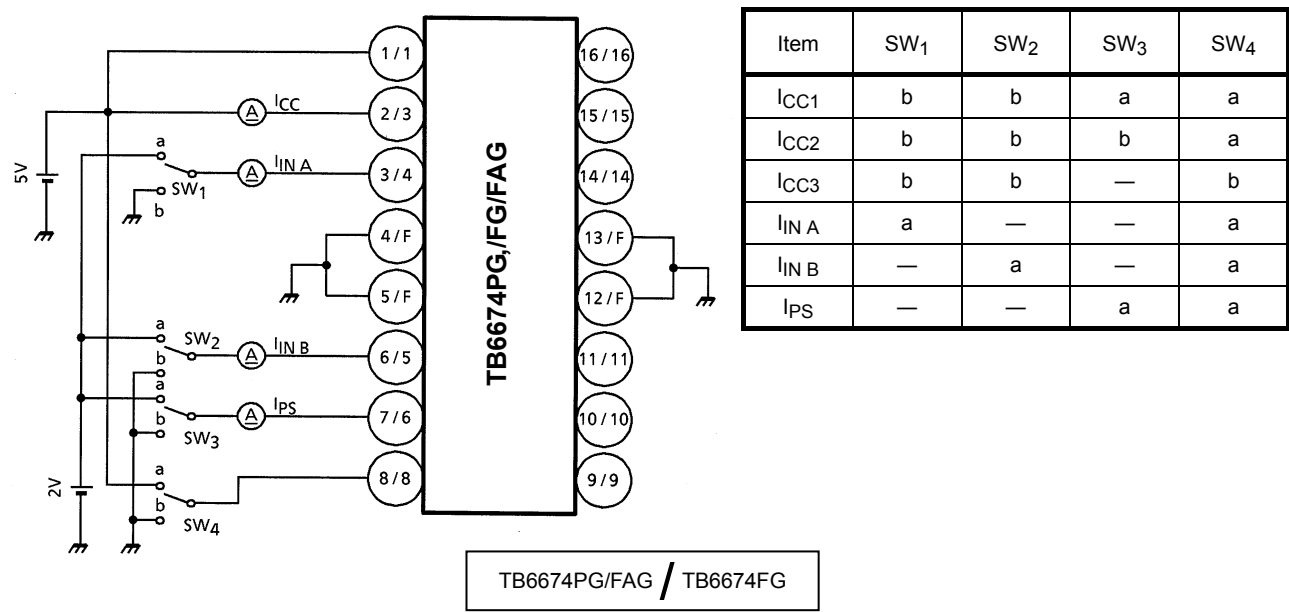 1 / 1
16 / 16
A
ICC
2 / 3
15 / 15
5V
a
SW1
b
A
IIN A
3 / 4
14 / 14
4 / F
13 / F
5 / F
12 / F
a
SW2
b
A
IIN B
6 / 5
11 / 11
a
b
SW3
A
IPS
7 / 6
10 / 10
2V
a
b
SW4
8 / 8
9 / 9
TB6674PG,/FG/FAG
TB6674PG/FAG / TB6674FG
Item SW1 SW2 SW3 SW4
ICC1 b b a a
ICC2 b b b a
ICC3 b b — b
IIN A a — — a
IIN B — a — a
IPS — — a a